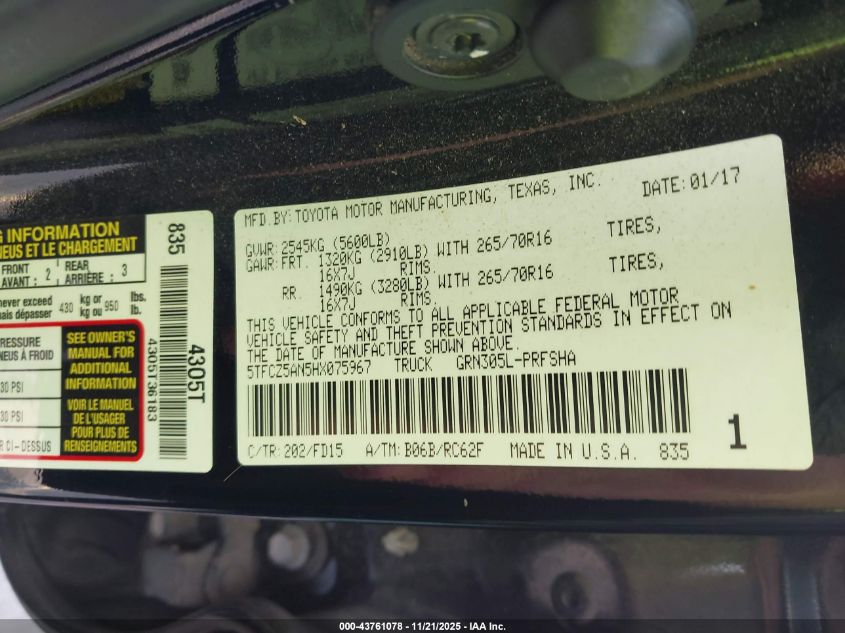 G INFORMATION
NEUS ET LE CHARGEMENT
FRONT
AVANT : 2
REAR
ARRIÈRE : 3
never exceed
mais dépasser
430
kg or
kg ou
950
lbs.
lb.
PRESSURE
NEUS À FROID
30 PSI
30 PSI
R CI-DESSUS
SEE OWNER'S
MANUAL FOR
ADDITIONAL
INFORMATION
VOIR LE MANUEL
DE L'USAGER
POUR PLUS DE
RENSEIGNEMENTS
835
4305136183
4305T
MFD.BY:TOYOTA MOTOR MANUFACTURING, TEXAS, INC. DATE:01/17
GVWR:2545KG (5600LB)
GAWR:FRT. 1320KG (2910LB) WITH 265/70R16 TIRES,
16X7J RIMS.
RR. 1490KG (3280LB) WITH 265/70R16 TIRES,
16X7J RIMS.
THIS VEHICLE CONFORMS TO ALL APPLICABLE FEDERAL MOTOR
VEHICLE SAFETY AND THEFT PREVENTION STANDARDS IN EFFECT ON
THE DATE OF MANUFACTURE SHOWN ABOVE.
5TFCZ5AN5HX075967 TRUCK GRN305L-PRFSHA
C/TR:202/FD15 A/TM:B06B/RC62F MADE IN U.S.A. 835
1
000-43761078 - 11/21/2025 - IAA Inc.